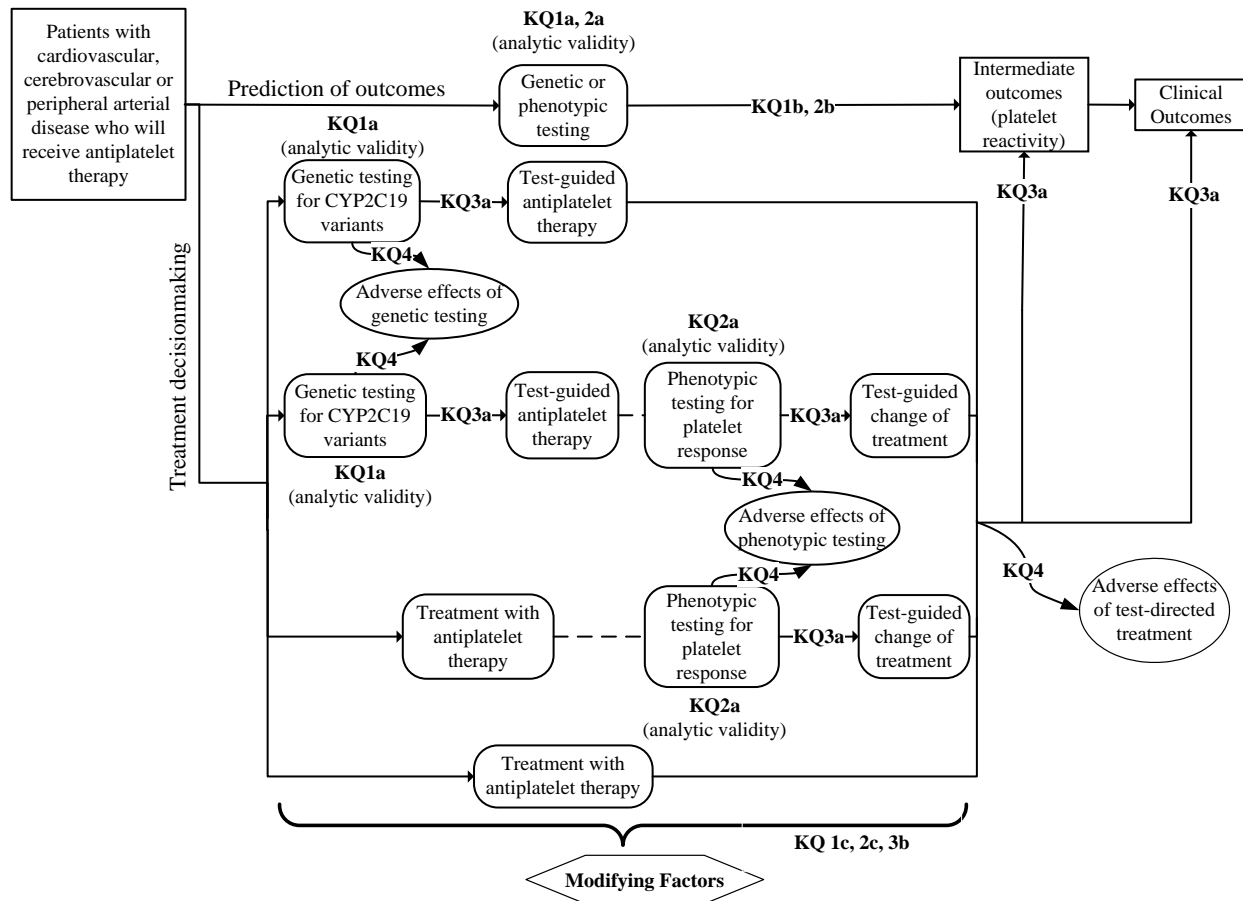 Patients with
cardiovascular,
cerebrovascular or
peripheral arterial
disease who will
receive antiplatelet
therapy
Prediction of outcomes
KQ1a, 2a
(analytic validity)
Genetic or
phenotypic
testing
KQ1b, 2b
Intermediate
outcomes
(platelet
reactivity)
Clinical
Outcomes
KQ3a
KQ3a
Treatment decisionmaking
KQ1a
(analytic validity)
Genetic testing
for CYP2C19
variants
KQ3a
Test-guided
antiplatelet
therapy
KQ4
Adverse effects of
genetic testing
KQ4
Genetic testing
for CYP2C19
variants
KQ1a
(analytic validity)
KQ3a
Test-guided
antiplatelet
therapy
KQ2a
(analytic validity)
Phenotypic
testing for
platelet
response
KQ3a
Test-guided
change of
treatment
KQ4
Adverse effects of
phenotypic testing
KQ4
Treatment with
antiplatelet
therapy
Phenotypic
testing for
platelet
response
KQ2a
(analytic validity)
KQ3a
Test-guided
change of
treatment
KQ4
Adverse effects
of test-directed
treatment
Treatment with
antiplatelet therapy
KQ 1c, 2c, 3b
Modifying Factors